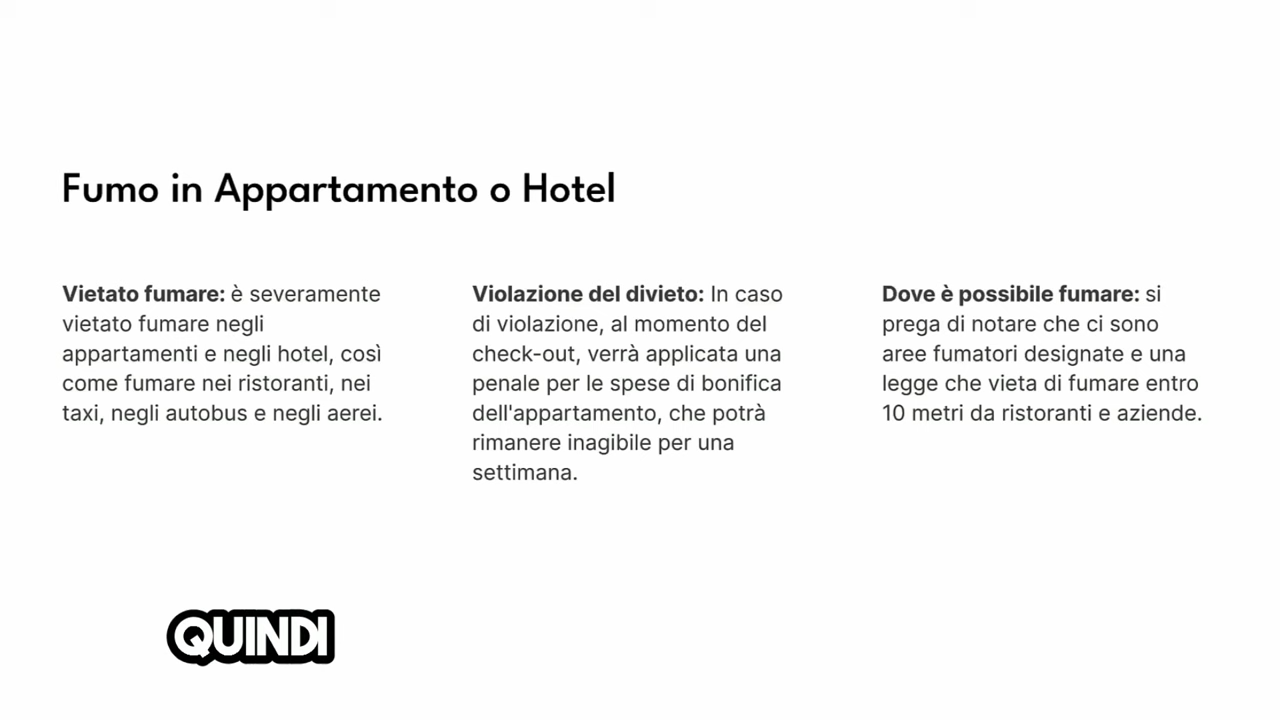 Fumo in Appartamento o Hotel
Vietato fumare: è severamente
vietato fumare negli
appartamenti e negli hotel, così
come fumare nei ristoranti, nei
taxi, negli autobus e negli aerei.
Violazione del divieto: In caso
di violazione, al momento del
check-out, verrà applicata una
penale per le spese di bonifica
dell'appartamento, che potrà
rimanere inagibile per una
settimana.
Dove è possibile fumare: si
prega di notare che ci sono
aree fumatori designate e una
legge che vieta di fumare entro
10 metri da ristoranti e aziende.
QUINDI